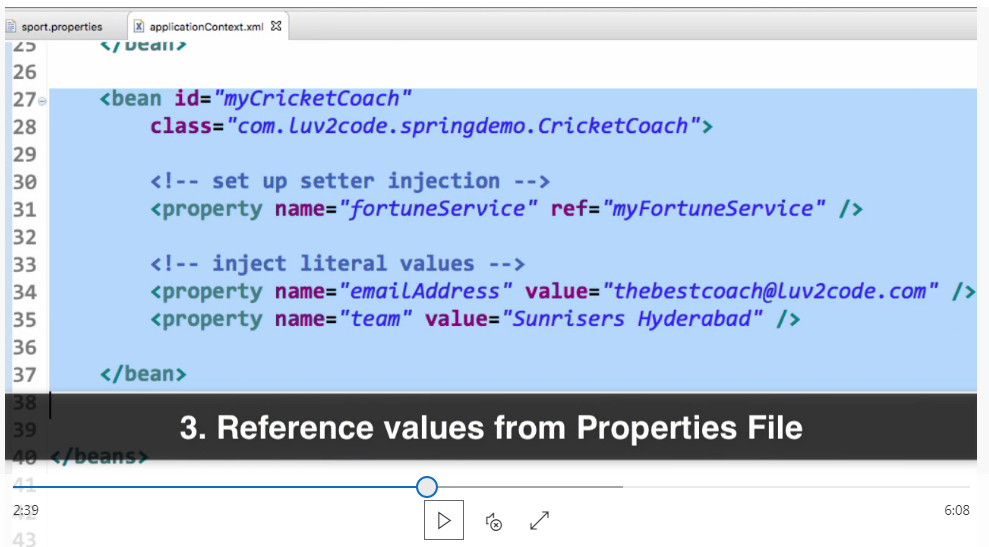 sport.properties applicationContext.xml
25 </bean>
26
27 <bean id="myCricketCoach"
28 class="com.luv2code.springdemo.CricketCoach">
29
30 <!-- set up setter injection -->
31 <property name="fortuneService" ref="myFortuneService" />
32
33 <!-- inject literal values -->
34 <property name="emailAddress" value="thebestcoach@luv2code.com" />
35 <property name="team" value="Sunrisers Hyderabad" />
36
37 </bean>
38
3. Reference values from Properties File
39
40 </beans>
41
2:39 6:08
42
43